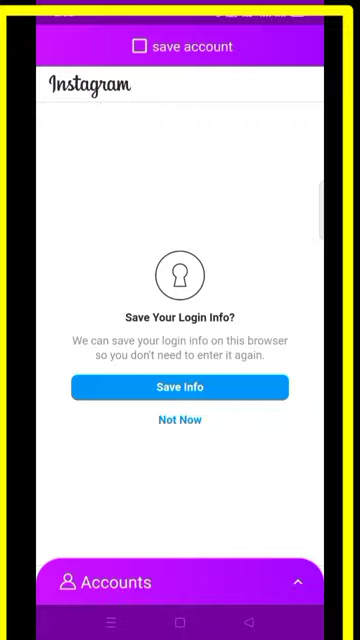 save account
Instagram
Save Your Login Info?
We can save your login info on this browser
so you don't need to enter it again.
Save Info
Not Now
Accounts